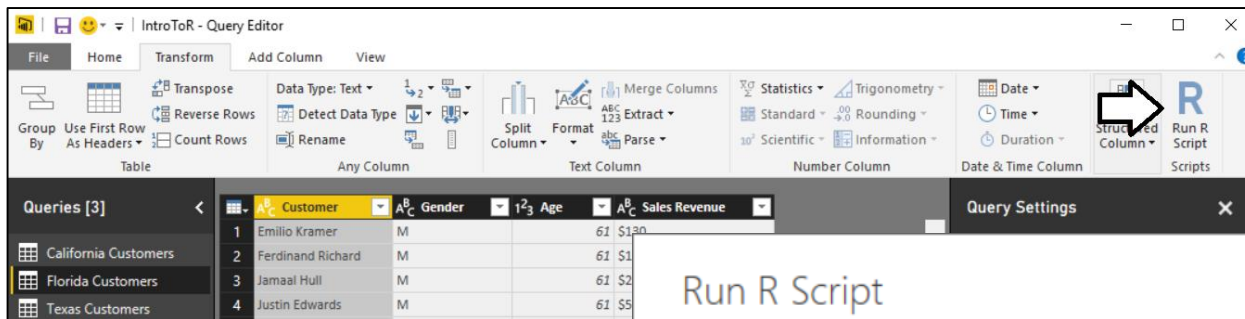 IntroToR - Query Editor
File Home Transform Add Column View
Group By
Use First Row As Headers
Transpose
Reverse Rows
Count Rows
Table
Data Type: Text
Detect Data Type
Rename
Any Column
Split Column
Format
Merge Columns
Extract
Parse
Text Column
Statistics
Standard
Scientific
Trigonometry
Rounding
Information
Number Column
Date
Time
Duration
Date & Time Column
Structured Column
Run R Script
Scripts
Queries [3]
California Customers
Florida Customers
Texas Customers
Customer Gender Age Sales Revenue
1 Emilio Kramer M 61 $130
2 Ferdinand Richard M 61 $1
3 Jamaal Hull M 61 $2
4 Justin Edwards M 61 $5
Query Settings
Run R Script